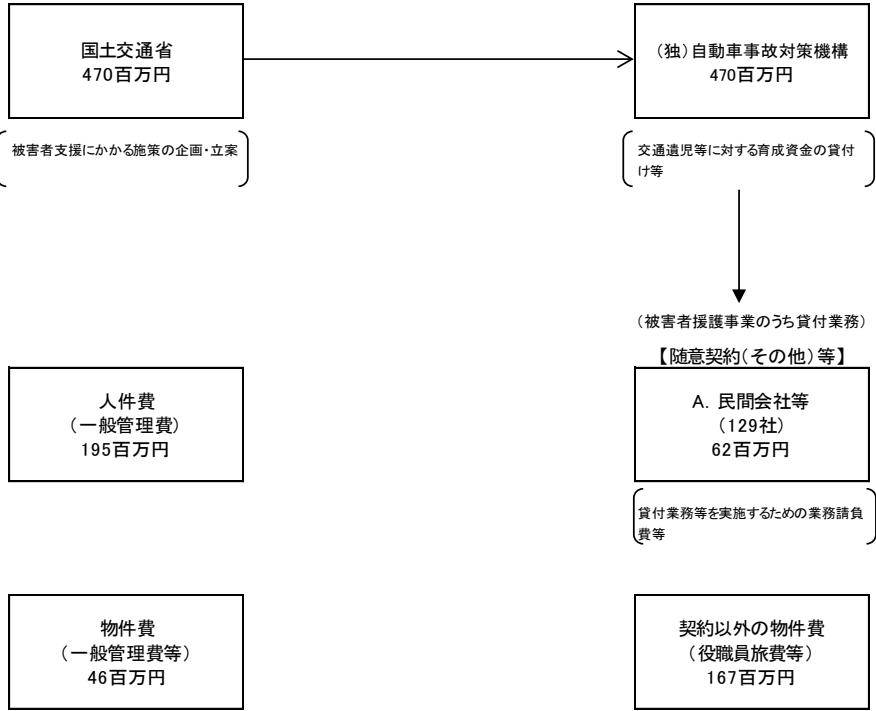 国土交通省
470百万円
（独）自動車事故対策機構
470百万円
被害者支援にかかる施策の企画・立案
交通遺児等に対する育成資金の貸付
け等
（被害者援護事業のうち貸付業務）
【随意契約（その他）等】
人件費
（一般管理費）
195百万円
A．民間会社等
（129社）
62百万円
貸付業務等を実施するための業務請負
費等
物件費
（一般管理費等）
46百万円
契約以外の物件費
（役職員旅費等）
167百万円